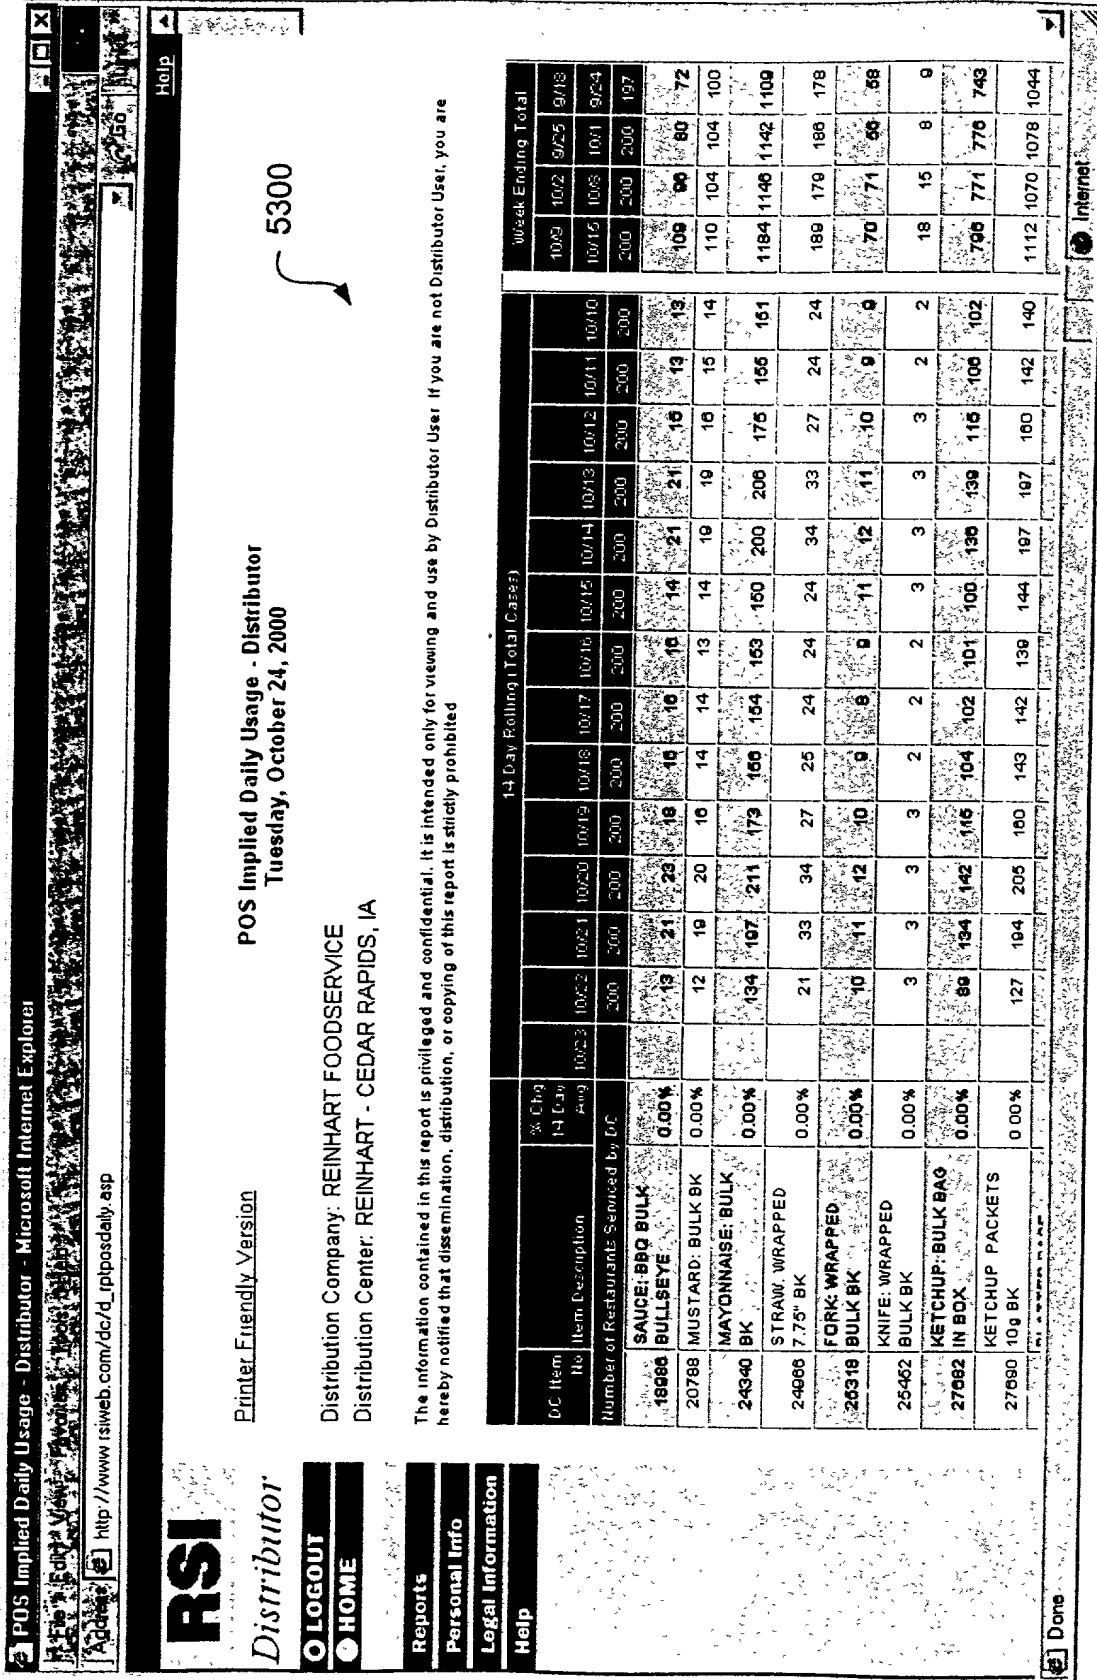 POS Implied Daily Usage - Distributor - Microsoft Internet Explorer
File Edit View Favorites Tools Help
Address http://www.rsiweb.com/dc/d_rptposdaily.asp Go
Help
RSI
Distributor
LOGOUT
HOME
Reports
Personal Info
Legal Information
Help
Printer Friendly Version
POS Implied Daily Usage - Distributor
Tuesday, October 24, 2000
5300
Distribution Company: REINHART FOODSERVICE
Distribution Center: REINHART - CEDAR RAPIDS, IA
The information contained in this report is privileged and confidential. It is intended only for viewing and use by Distributor User If you are not Distributor User, you are
hereby notified that dissemination, distribution, or copying of this report is strictly prohibited
14 Day Rolling (Total Cases) Week Ending Total
DC Item No Item Description % Chg 14 Day Avg 10/23 10/22 10/21 10/20 10/19 10/18 10/17 10/16 10/15 10/14 10/13 10/12 10/11 10/10 10/9 10/15 10/2 10/8 9/25 10/1 9/18 9/24
Number of Restaurants Serviced by DC 200 200 200 200 200 200 200 200 200 200 200 200 200 200 200 200 197
18986 SAUCE: BBQ BULK BULLSEYE 0.00% 13 21 23 18 16 16 16 14 21 21 16 13 13 109 96 80 72
20788 MUSTARD: BULK BK 0.00% 12 19 20 16 14 14 13 14 19 19 16 15 14 110 104 104 100
24340 MAYONNAISE: BULK BK 0.00% 134 197 211 173 156 154 153 160 200 206 175 155 151 1184 1146 1142 1109
24966 STRAW. WRAPPED 7.75" BK 0.00% 21 33 34 27 25 24 24 24 34 33 27 24 24 189 179 186 178
25318 FORK: WRAPPED BULK BK 0.00% 10 11 12 10 9 8 9 11 12 11 10 9 9 70 71 66 58
25462 KNIFE: WRAPPED BULK BK 0.00% 3 3 3 3 2 2 2 3 3 3 3 2 2 18 15 8 9
27682 KETCHUP: BULK BAG IN BOX 0.00% 89 134 142 115 104 102 101 100 136 139 115 106 102 796 771 776 743
27690 KETCHUP PACKETS 10g BK 0 00% 127 194 205 160 143 142 139 144 197 197 160 142 140 1112 1070 1078 1044
Done
Internet